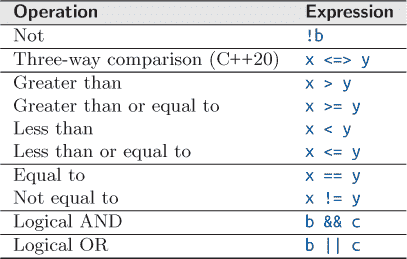 Operation Expression
Not !b
Three-way comparison (C++20) x <=> y
Greater than x > y
Greater than or equal to x >= y
Less than x < y
Less than or equal to x <= y
Equal to x == y
Not equal to x != y
Logical AND b && c
Logical OR b || c